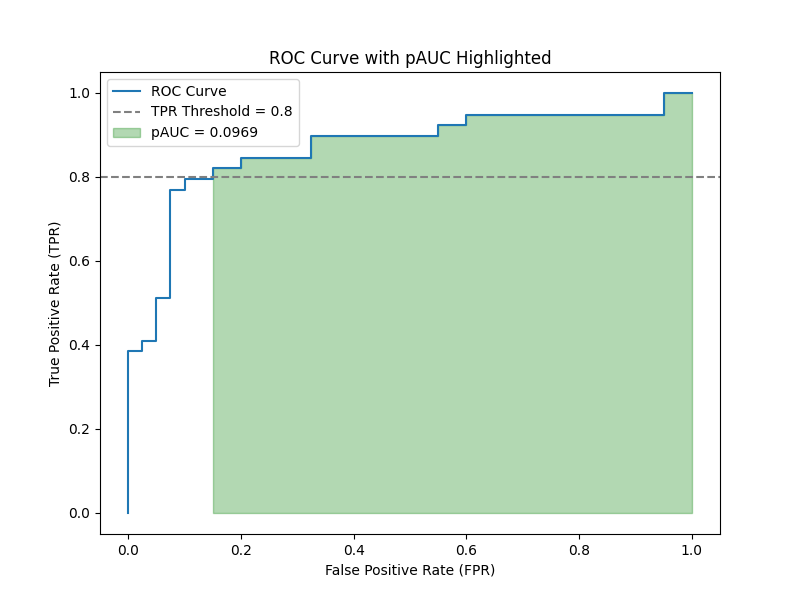 ROC Curve with pAUC Highlighted
ROC Curve
TPR Threshold = 0.8
pAUC = 0.0969
True Positive Rate (TPR)
1.0
0.8
0.6
0.4
0.2
0.0
0.0 0.2 0.4 0.6 0.8 1.0
False Positive Rate (FPR)